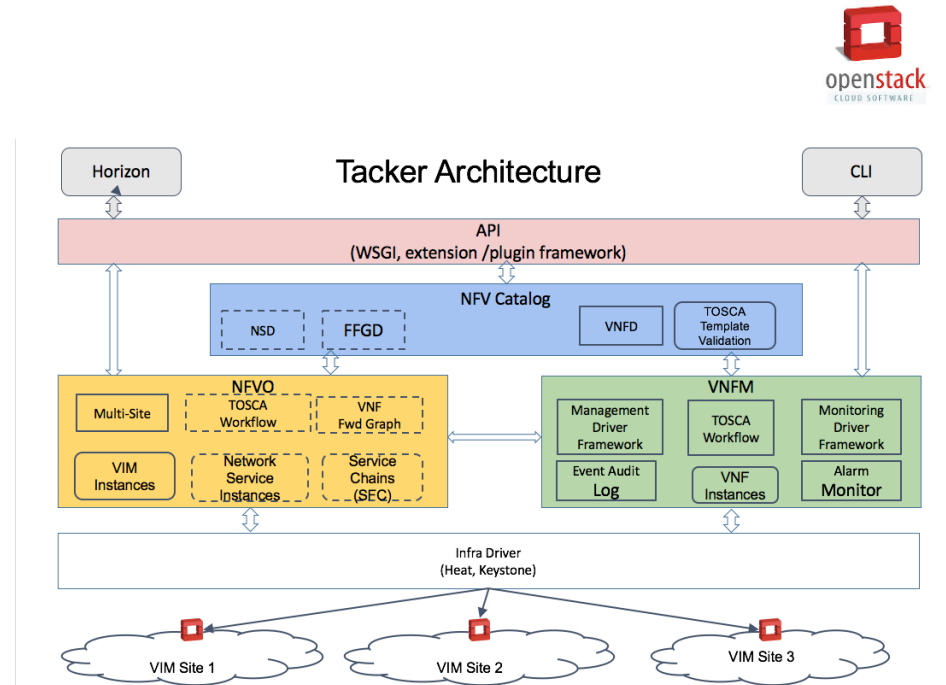 openstack
CLOUD SOFTWARE
Horizon
Tacker Architecture
CLI
API
(WSGI, extension /plugin framework)
NFV Catalog
NSD
FFGD
VNFD
TOSCA
Template
Validation
NFVO
Multi-Site
TOSCA
Workflow
VNF
Fwd Graph
VIM
Instances
Network
Service
Instances
Service
Chains
(SEC)
VNFM
Management
Driver
Framework
TOSCA
Workflow
Monitoring
Driver
Framework
Event Audit
Log
VNF
Instances
Alarm
Monitor
Infra Driver
(Heat, Keystone)
VIM Site 1
VIM Site 2
VIM Site 3